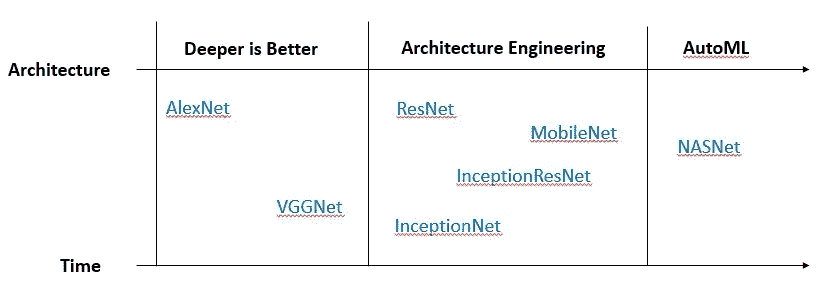 Deeper is Better
Architecture Engineering
AutoML
Architecture
AlexNet
ResNet
MobileNet
NASNet
InceptionResNet
VGGNet
InceptionNet
Time